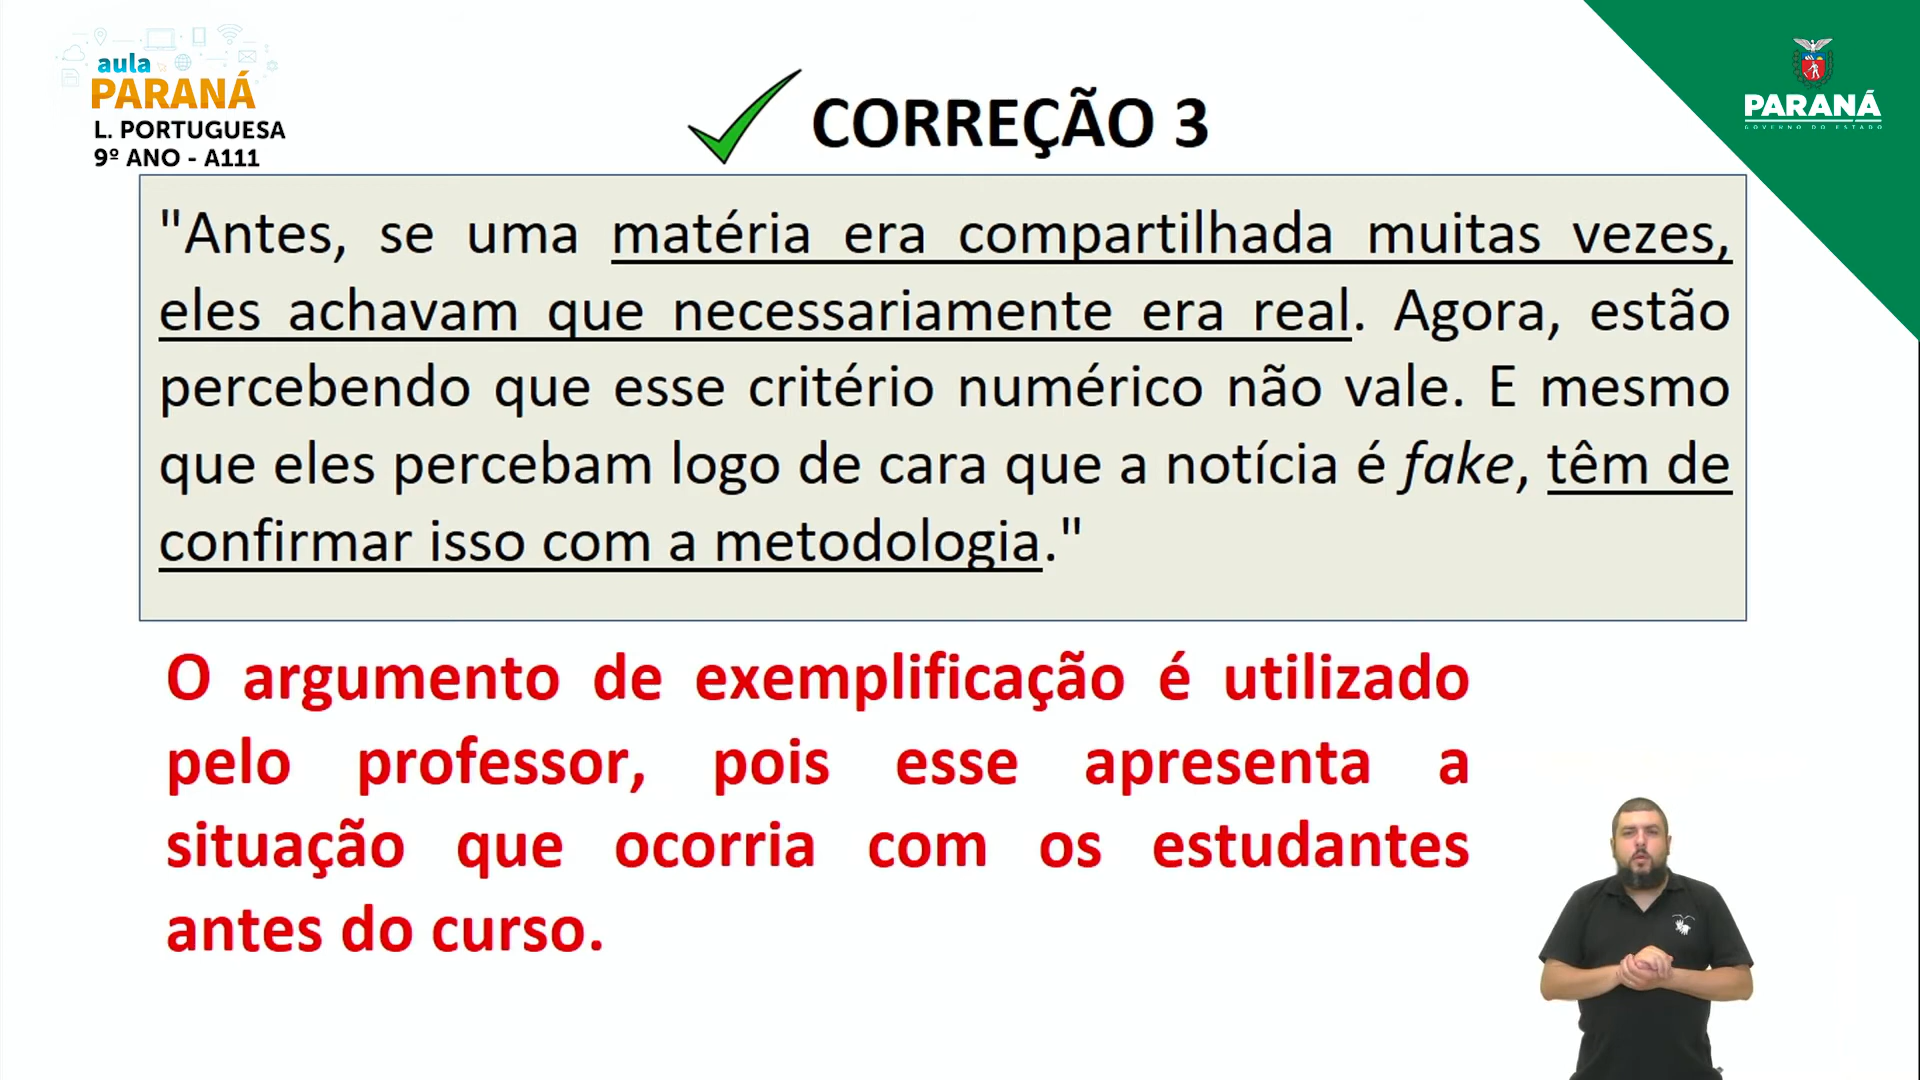 aula
PARANÁ
L. PORTUGUESA
9º ANO - A111
CORREÇÃO 3
PARANÁ
GOVERNO DO ESTADO
"Antes, se uma matéria era compartilhada muitas vezes,
eles achavam que necessariamente era real. Agora, estão
percebendo que esse critério numérico não vale. E mesmo
que eles percebam logo de cara que a notícia é fake, têm de
confirmar isso com a metodologia."
O argumento de exemplificação é utilizado
pelo professor, pois esse apresenta a
situação que ocorria com os estudantes
antes do curso.